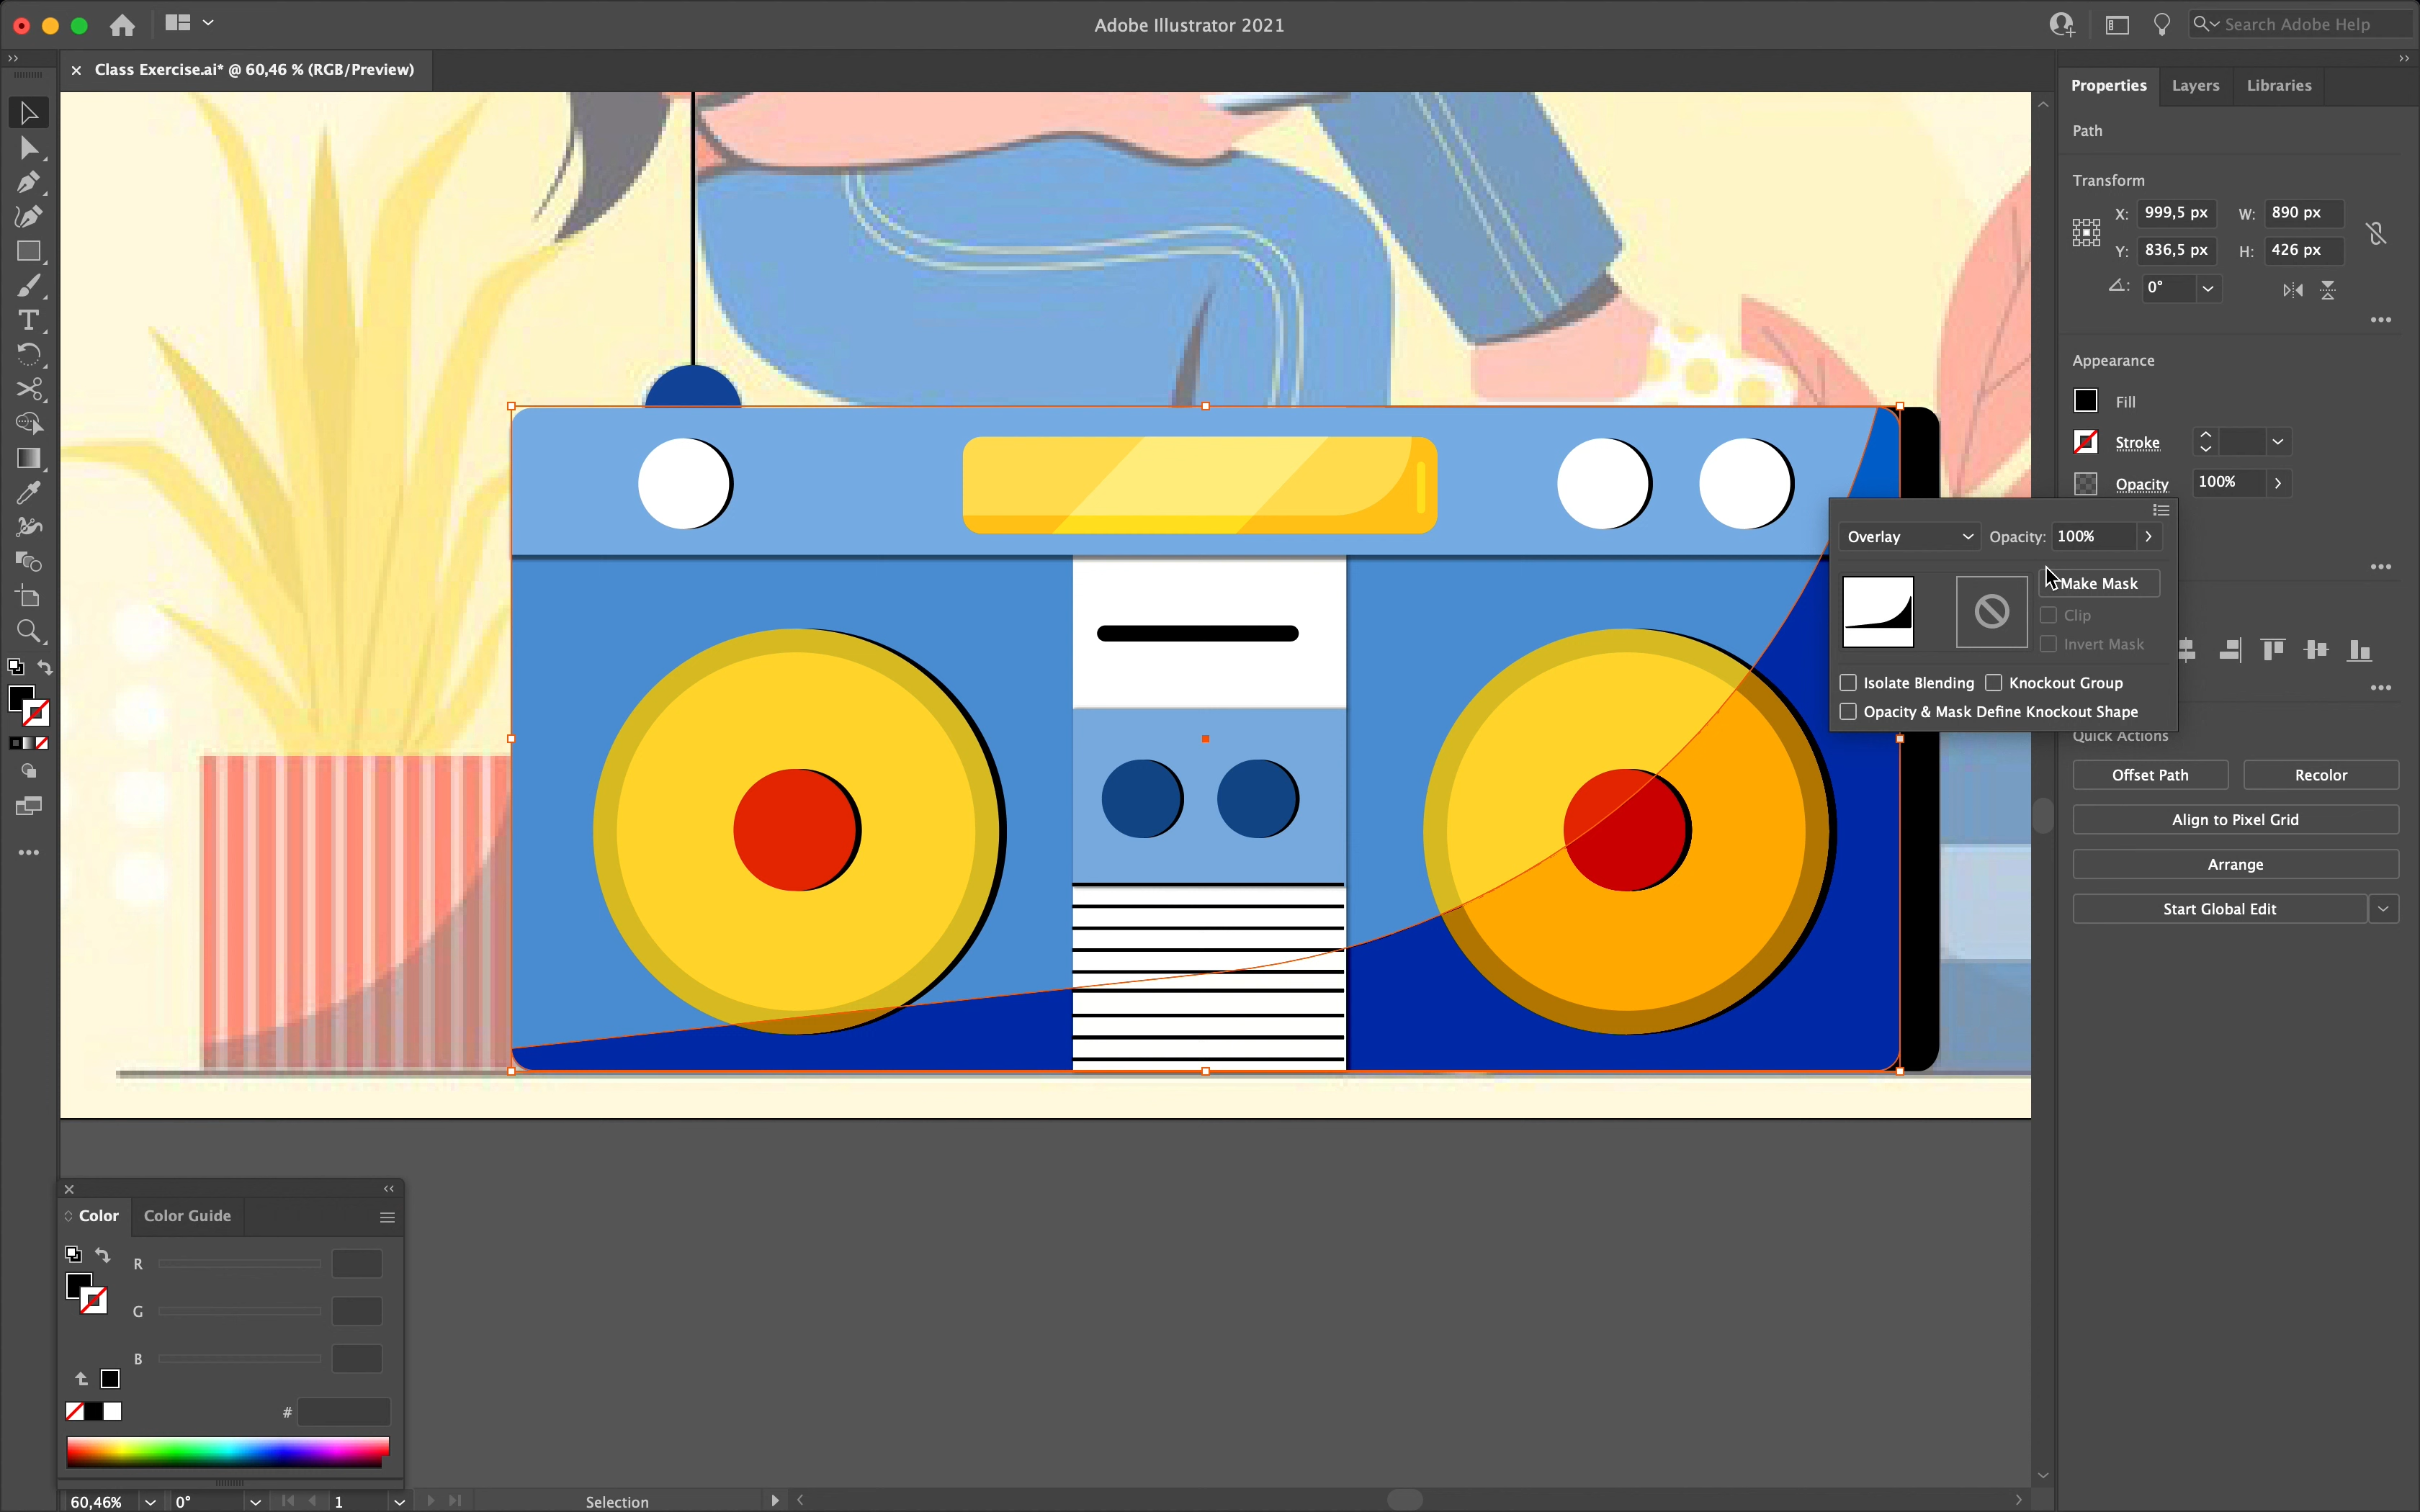 Adobe Illustrator 2021
Search Adobe Help
Class Exercise.ai* @ 60,46 % (RGB/Preview)
Properties
Layers
Libraries
Path
Transform
X: 999,5 px W: 890 px
Y: 836,5 px H: 426 px
0°
Appearance
Fill
Stroke
Opacity 100%
Overlay Opacity: 100%
Make Mask
Clip
Invert Mask
Isolate Blending Knockout Group
Opacity & Mask Define Knockout Shape
Quick Actions
Offset Path
Recolor
Align to Pixel Grid
Arrange
Start Global Edit
Color
Color Guide
R
G
B
#
60,46% 0° 1 Selection